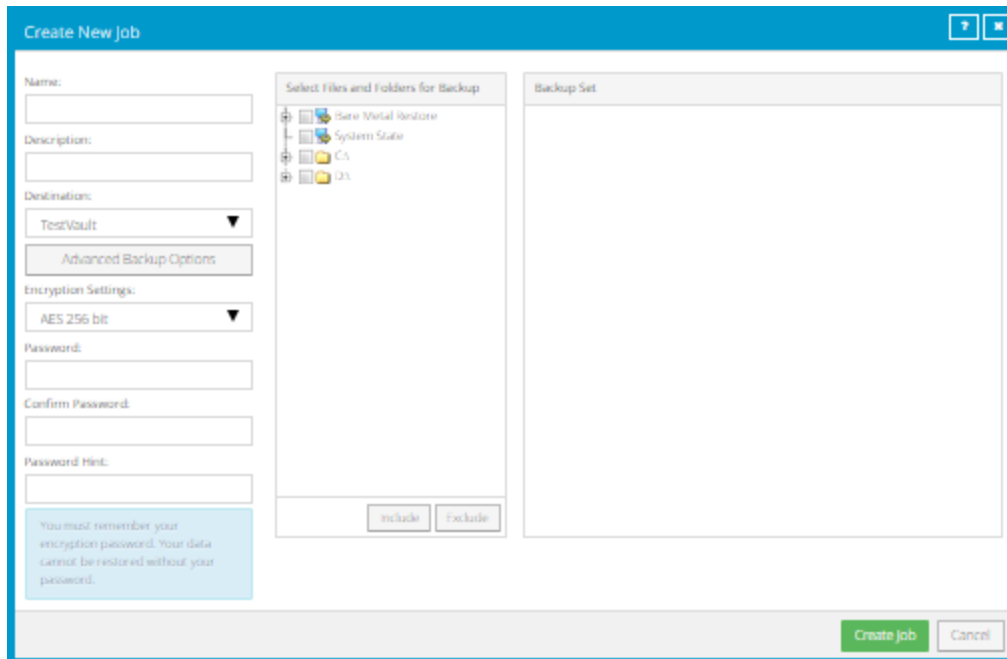 Create New Job
?
Name:
Description:
Destination:
TestVault
Advanced Backup Options
Encryption Settings:
AES 256 bit
Password:
Confirm Password:
Password Hint:
You must remember your
encryption password. Your data
cannot be restored without your
password.
Select Files and Folders for Backup
Bare Metal Restore
System State
C:\
D:\
Include
Exclude
Backup Set
Create Job
Cancel